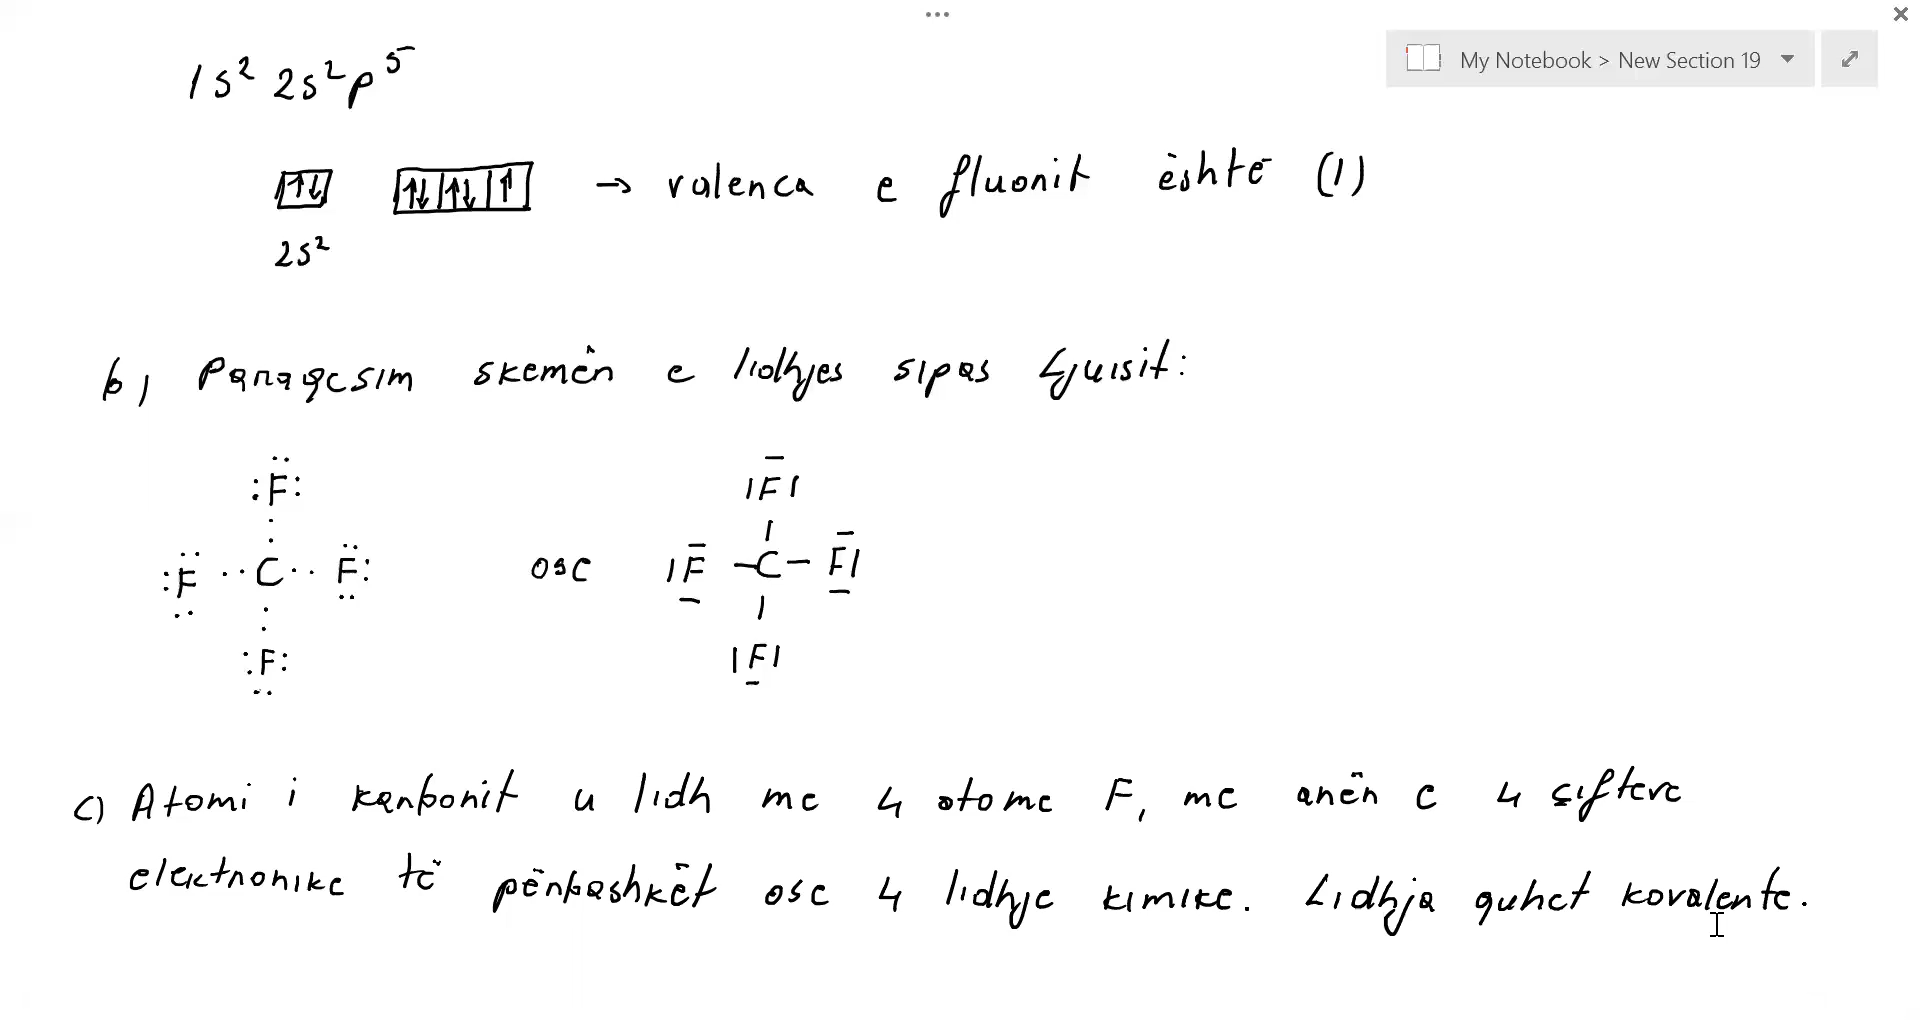 My Notebook > New Section 19
1s² 2s²p⁵
↑↓ ↑↓ ↑↓ ↑ → valenca e fluorit është (1)
2s²
b) Paraqesim skemën e lidhjes sipas Ljuisit:
:F: |F|
:F ·· C ·· F: ose |F – C – F|
:F: |F|
c) Atomi i karbonit u lidh me 4 atome F, me anën e 4 çifteve
elektronike të përbashkët ose 4 lidhje kimike. Lidhja quhet kovalente.